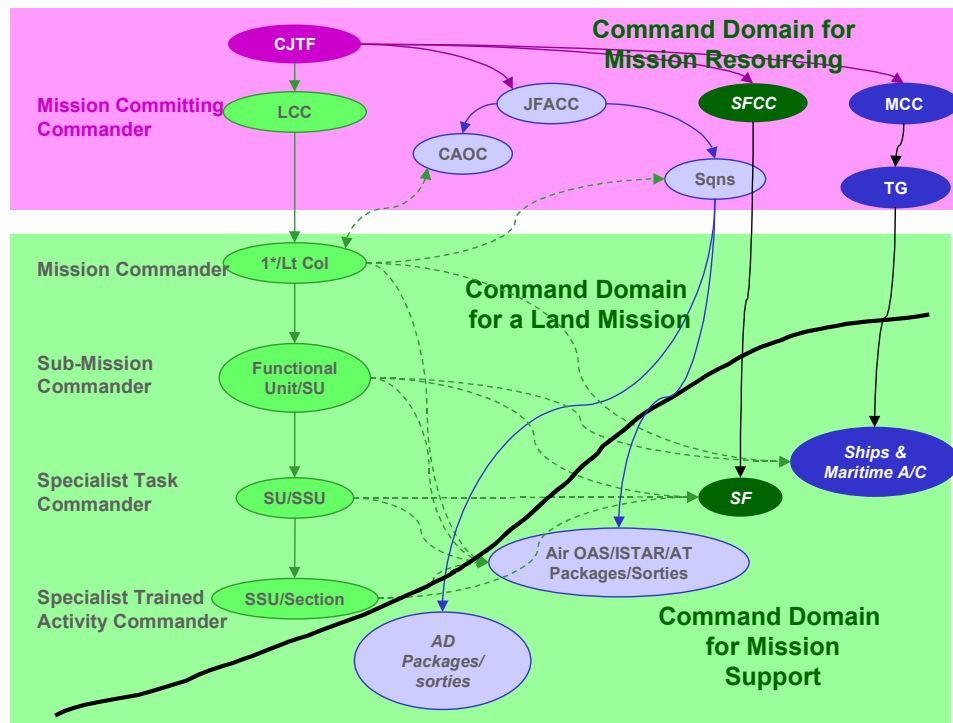 CJTF
Command Domain for
Mission Resourcing
Mission Committing
Commander
LCC
JFACC
SFCC
MCC
CAOC
Sqns
TG
Mission Commander
1*/Lt Col
Command Domain
for a Land Mission
Sub-Mission
Commander
Functional
Unit/SU
Ships &
Maritime A/C
Specialist Task
Commander
SU/SSU
SF
Air OAS/ISTAR/AT
Packages/Sorties
Specialist Trained
Activity Commander
SSU/Section
AD
Packages/
sorties
Command Domain
for Mission
Support